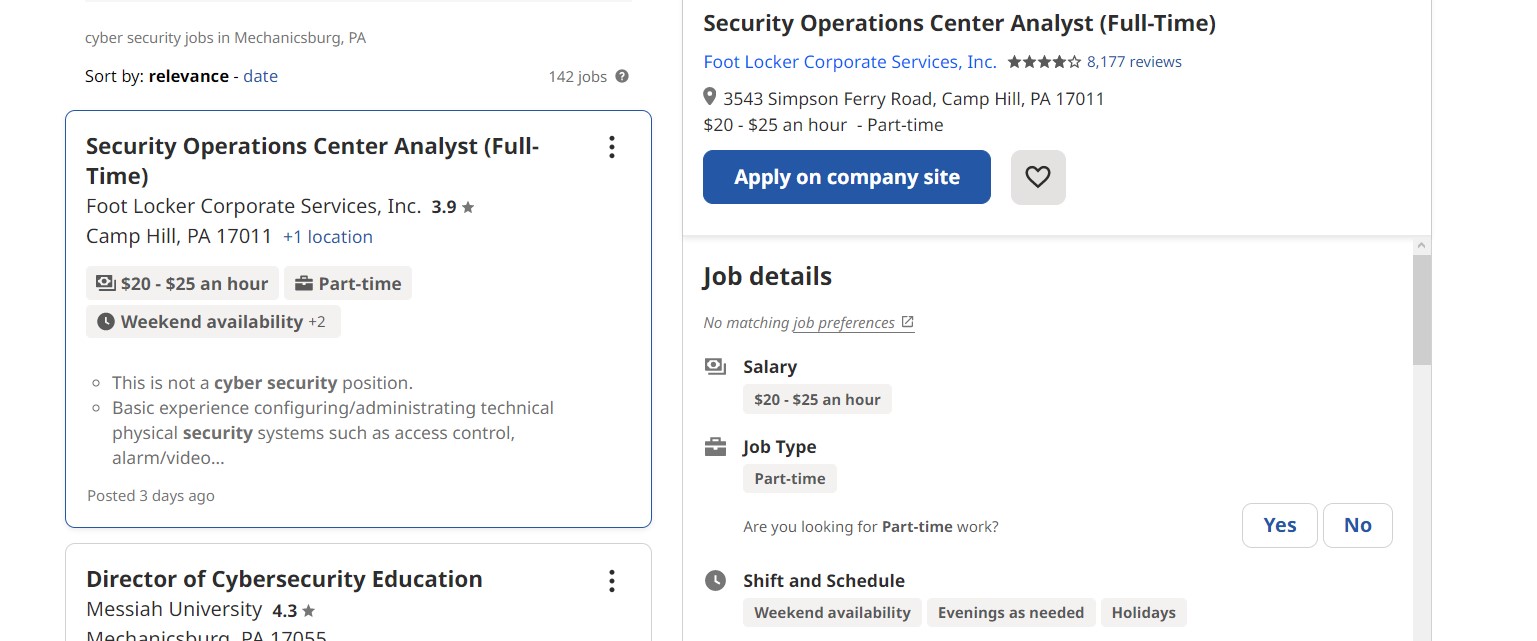 cyber security jobs in Mechanicsburg, PA
Sort by: relevance - date
142 jobs
Security Operations Center Analyst (Full-
Time)
Foot Locker Corporate Services, Inc. 3.9
Camp Hill, PA 17011 +1 location
$20 - $25 an hour
Part-time
Weekend availability +2
This is not a cyber security position.
Basic experience configuring/administrating technical
physical security systems such as access control,
alarm/video...
Posted 3 days ago
Director of Cybersecurity Education
Messiah University 4.3
Mechanicsburg, PA 17055
Security Operations Center Analyst (Full-Time)
Foot Locker Corporate Services, Inc. 8,177 reviews
3543 Simpson Ferry Road, Camp Hill, PA 17011
$20 - $25 an hour - Part-time
Apply on company site
Job details
No matching job preferences
Salary
$20 - $25 an hour
Job Type
Part-time
Are you looking for Part-time work?
Yes
No
Shift and Schedule
Weekend availability
Evenings as needed
Holidays